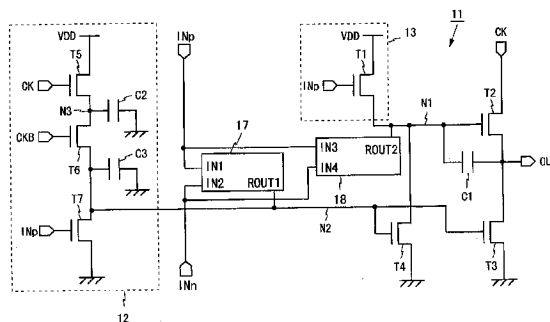 11
13
VDD
T5
CK
C2
N3
CKB
C3
T6
T7
INp
12
INp
17
IN1
IN2
ROUT1
INn
VDD
T1
INp
IN3
ROUT2
IN4
18
N2
N1
CK
T2
C1
T4
T3